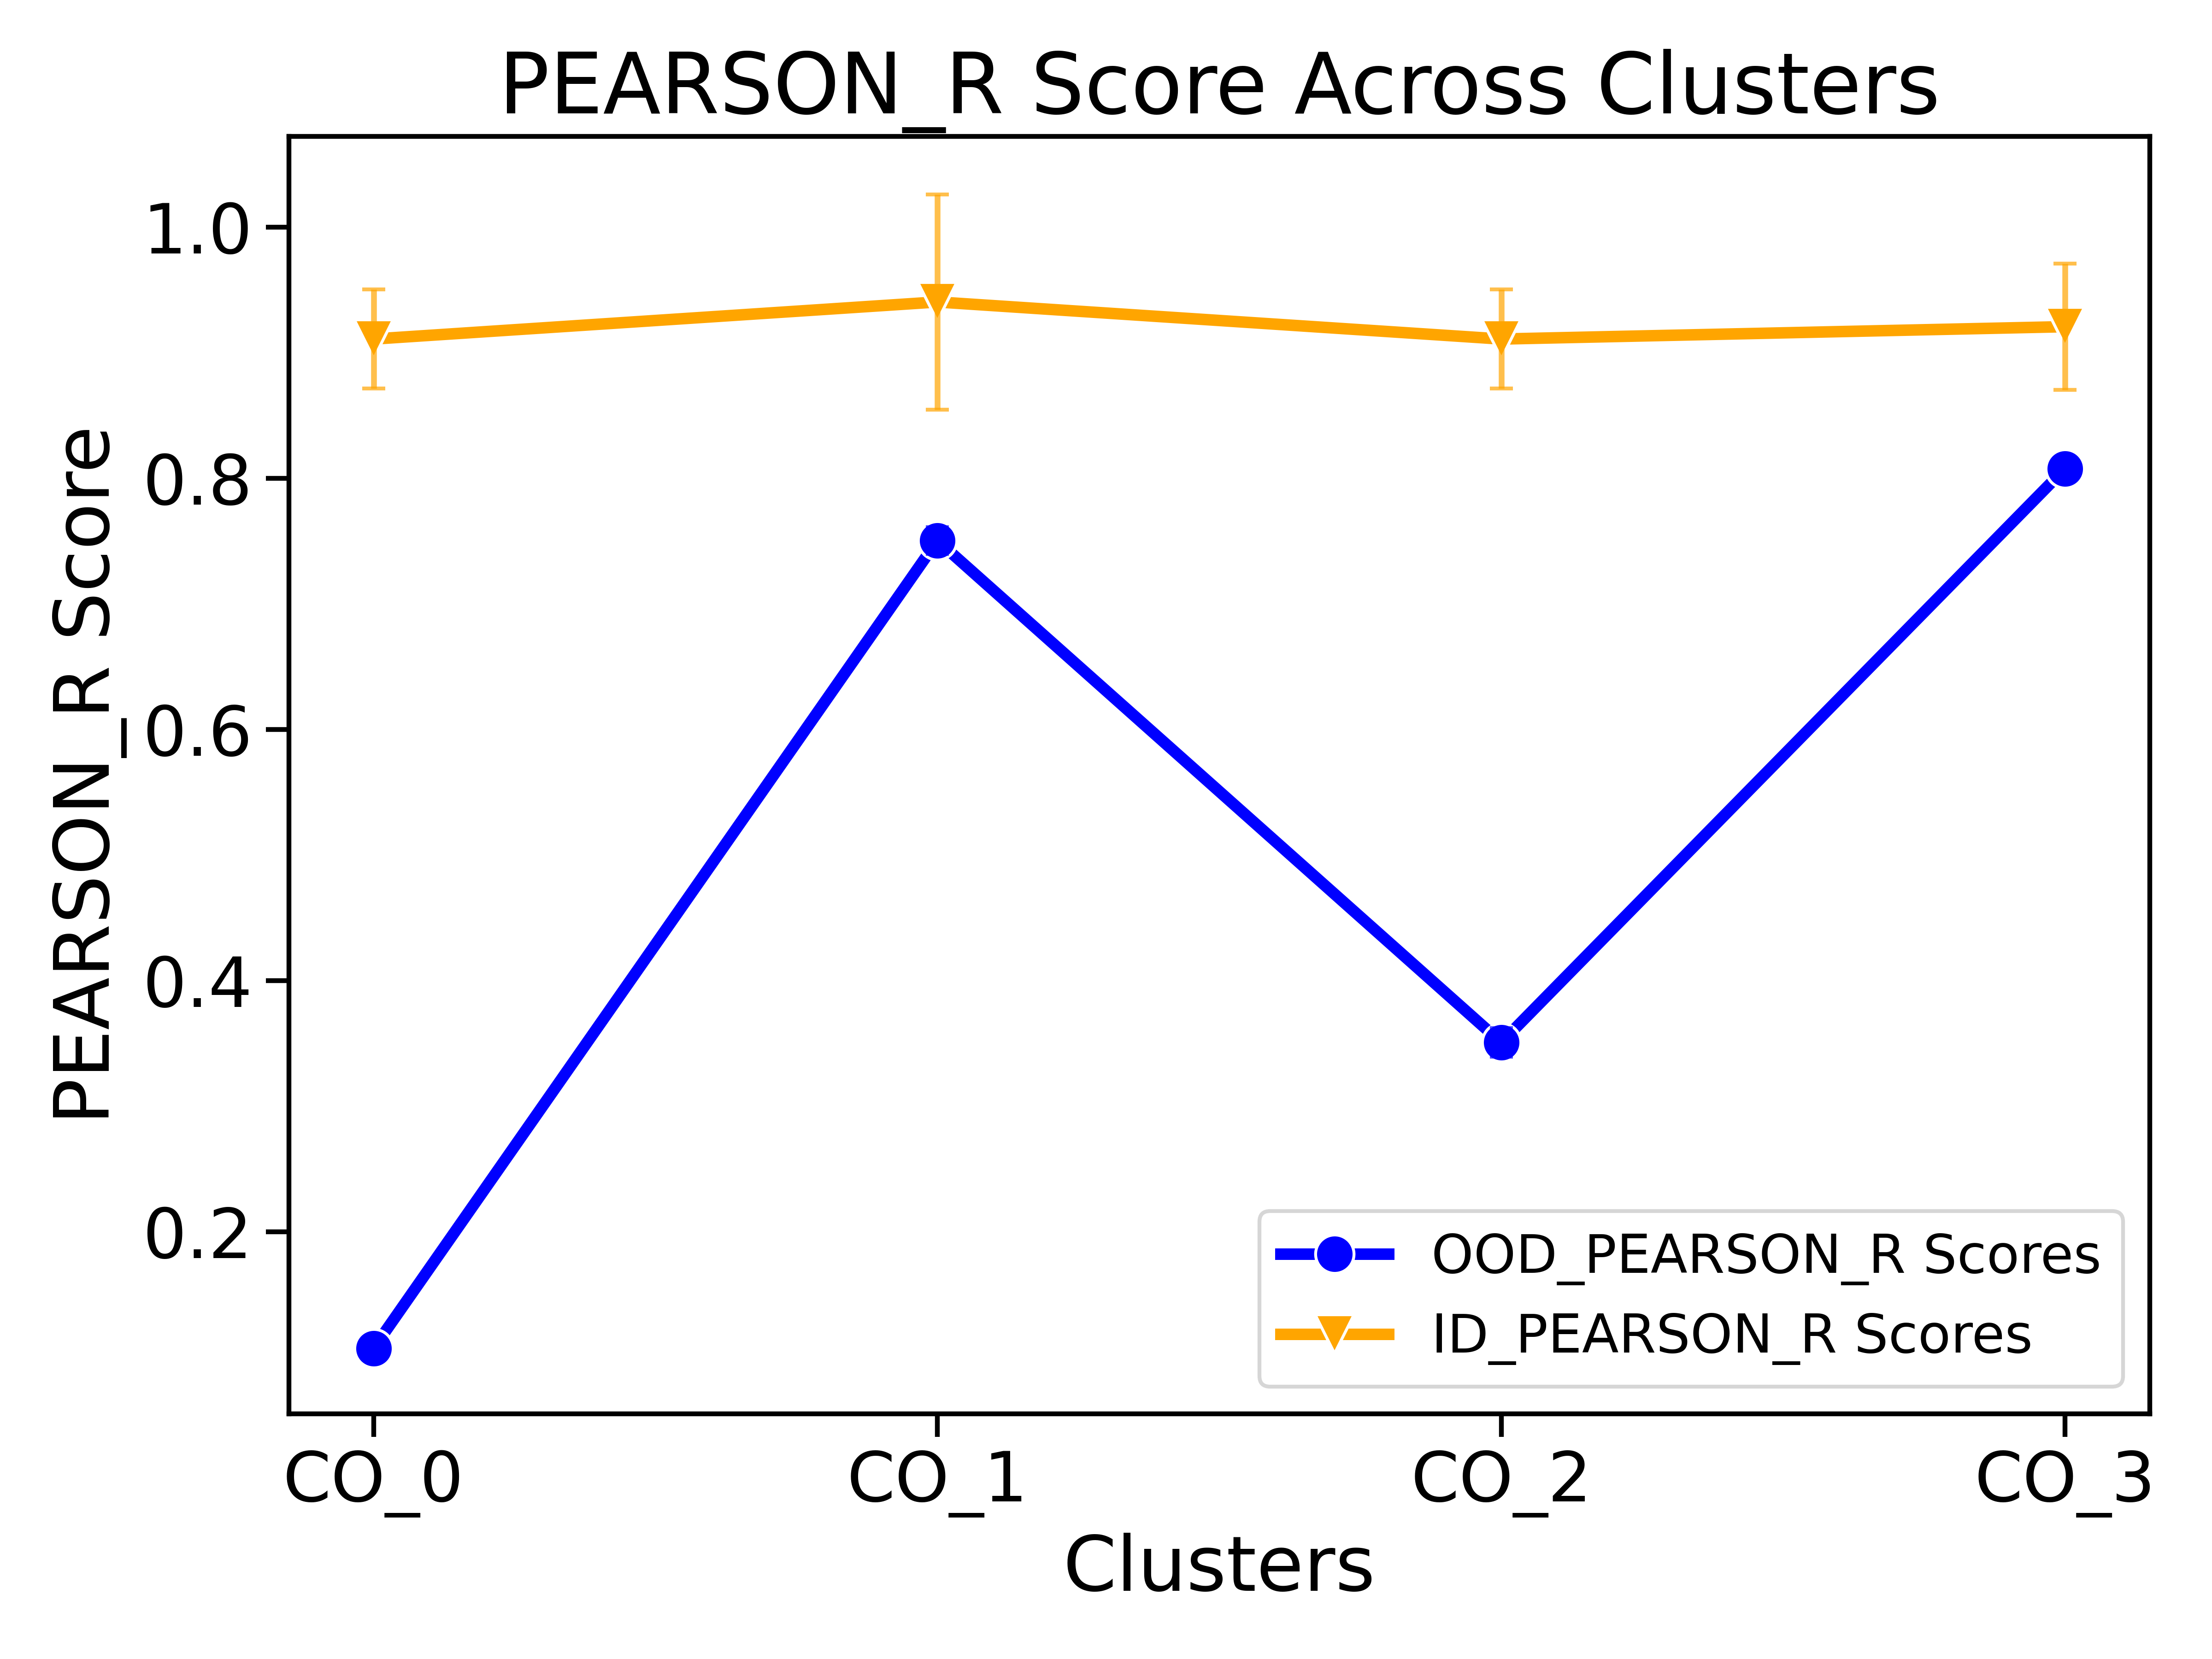 PEARSON_R Score Across Clusters
PEARSON_R Score
1.0
0.8
0.6
0.4
0.2
OOD_PEARSON_R Scores
ID_PEARSON_R Scores
CO_0 CO_1 CO_2 CO_3
Clusters